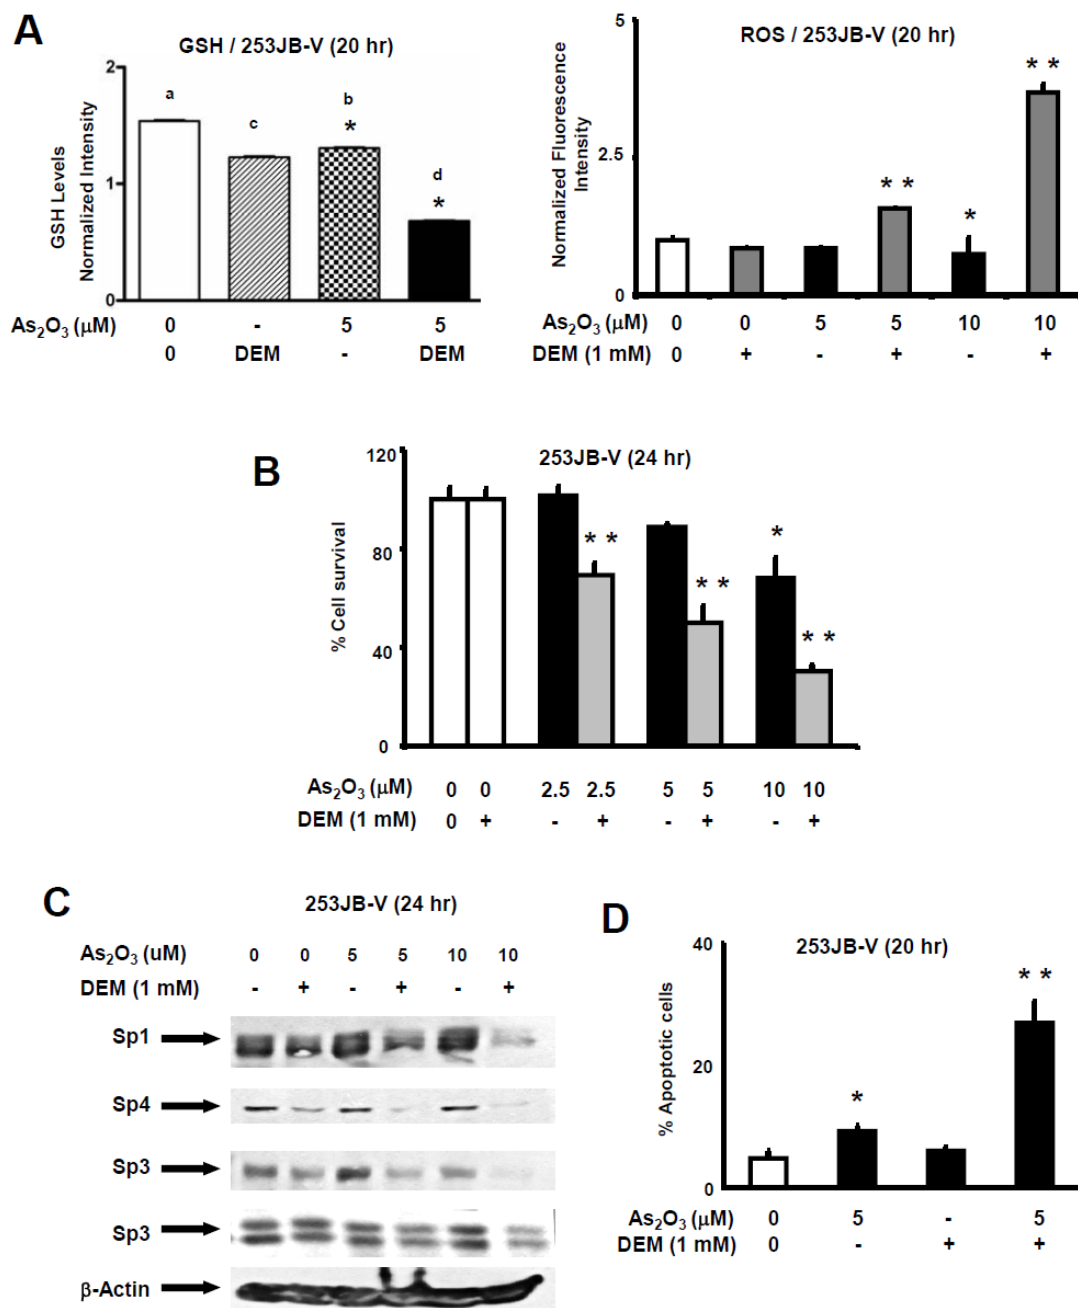 A
GSH / 253JB-V (20 hr)
GSH Levels
Normalized Intensity
2
1
0
a
c
b
*
d
*
As₂O₃ (μM) 0 - 5 5
0 DEM - DEM
ROS / 253JB-V (20 hr)
Normalized Fluorescence
Intensity
5
2.5
0
* *
*
* *
As₂O₃ (μM) 0 0 5 5 10 10
DEM (1 mM) 0 + - + - +
B
253JB-V (24 hr)
% Cell survival
120
80
40
0
* *
* *
*
* *
As₂O₃ (μM) 0 0 2.5 2.5 5 5 10 10
DEM (1 mM) 0 + - + - + - +
C
253JB-V (24 hr)
As₂O₃ (uM) 0 0 5 5 10 10
DEM (1 mM) - + - + - +
Sp1
Sp4
Sp3
Sp3
β-Actin
D
253JB-V (20 hr)
% Apoptotic cells
40
20
0
*
* *
As₂O₃ (μM) 0 5 - 5
DEM (1 mM) 0 - + +